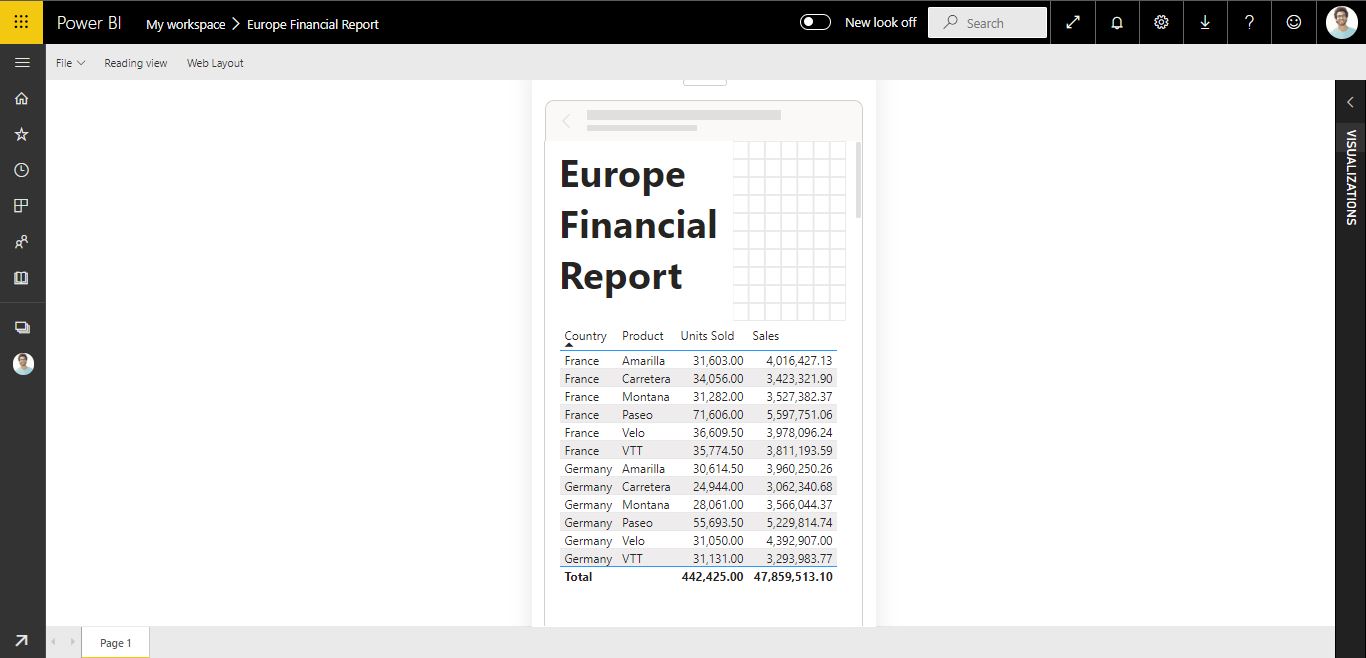 Power BI My workspace Europe Financial Report New look off Search
File Reading view Web Layout
VISUALIZATIONS
Europe
Financial
Report
Country Product Units Sold Sales
France Amarilla 31,603.00 4,016,427.13
France Carretera 34,056.00 3,423,321.90
France Montana 31,282.00 3,527,382.37
France Paseo 71,606.00 5,597,751.06
France Velo 36,609.50 3,978,096.24
France VTT 35,774.50 3,811,193.59
Germany Amarilla 30,614.50 3,960,250.26
Germany Carretera 24,944.00 3,062,340.68
Germany Montana 28,061.00 3,566,044.37
Germany Paseo 55,693.50 5,229,814.74
Germany Velo 31,050.00 4,392,907.00
Germany VTT 31,131.00 3,293,983.77
Total 442,425.00 47,859,513.10
Page 1